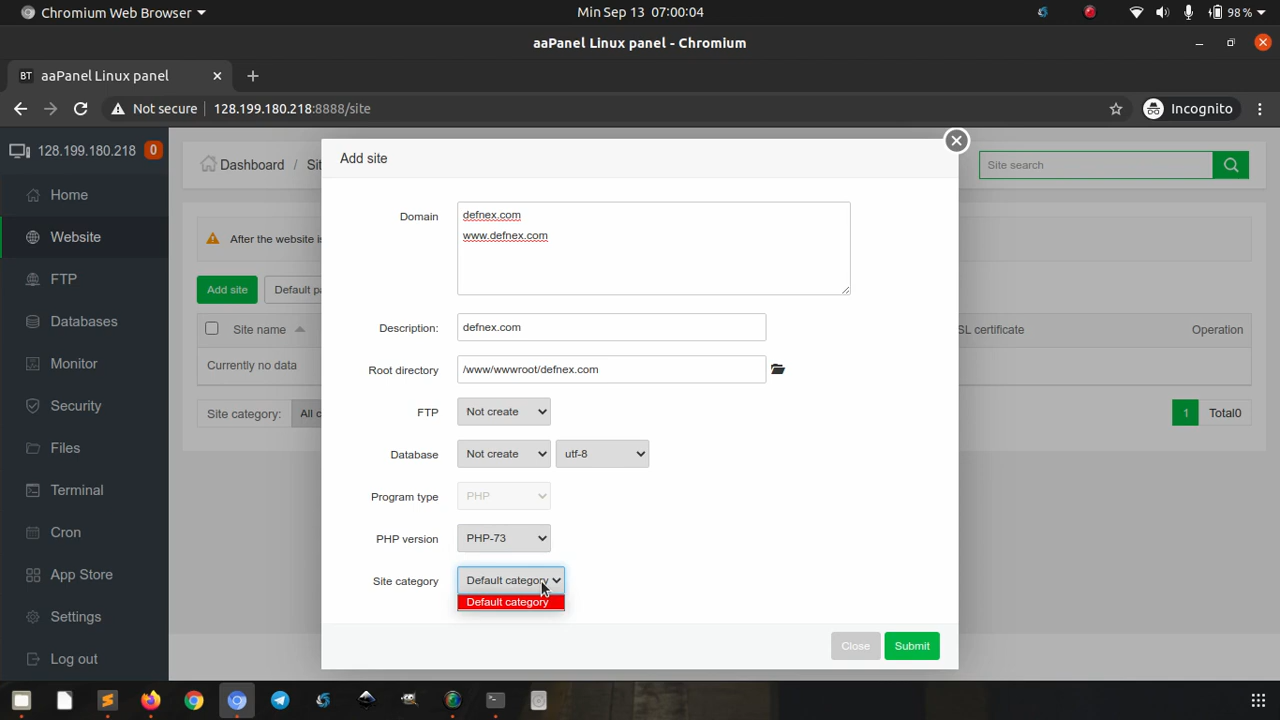 Chromium Web Browser
Min Sep 13  07:00:04
98 %
aaPanel Linux panel - Chromium
BT aaPanel Linux panel
Not secure 128.199.180.218:8888/site
Incognito
128.199.180.218 0
Home
Website
FTP
Databases
Monitor
Security
Files
Terminal
Cron
App Store
Settings
Log out
Dashboard / Sit
Site search
After the website is
Add site
Default pa
Site name
SL certificate
Operation
Currently no data
Site category:
All c
1
Total0
Add site
Domain
defnex.com
www.defnex.com
Description:
defnex.com
Root directory
/www/wwwroot/defnex.com
FTP
Not create
Database
Not create
utf-8
Program type
PHP
PHP version
PHP-73
Site category
Default category
Default category
Close
Submit